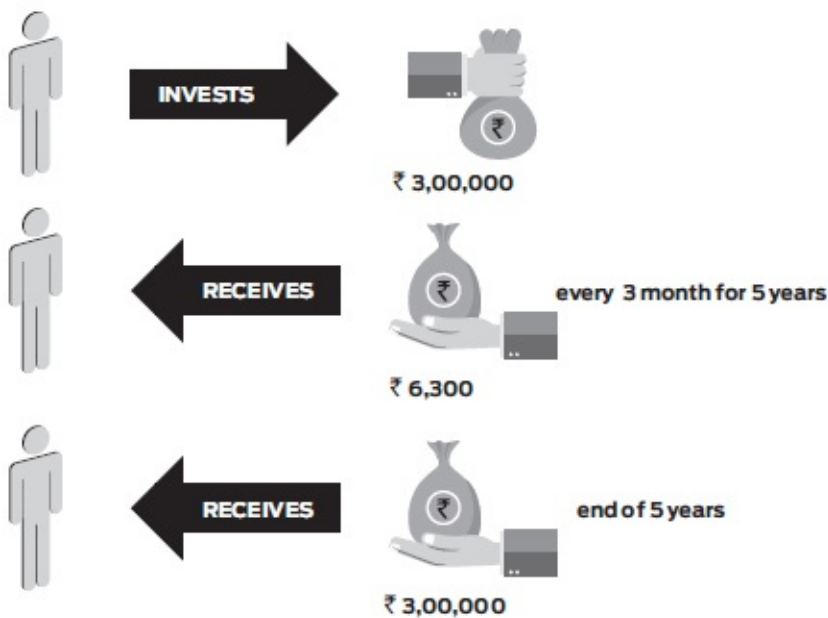 INVESTS
₹
₹ 3,00,000
RECEIVES
₹
every 3 month for 5 years
₹ 6,300
RECEIVES
₹
end of 5 years
₹ 3,00,000